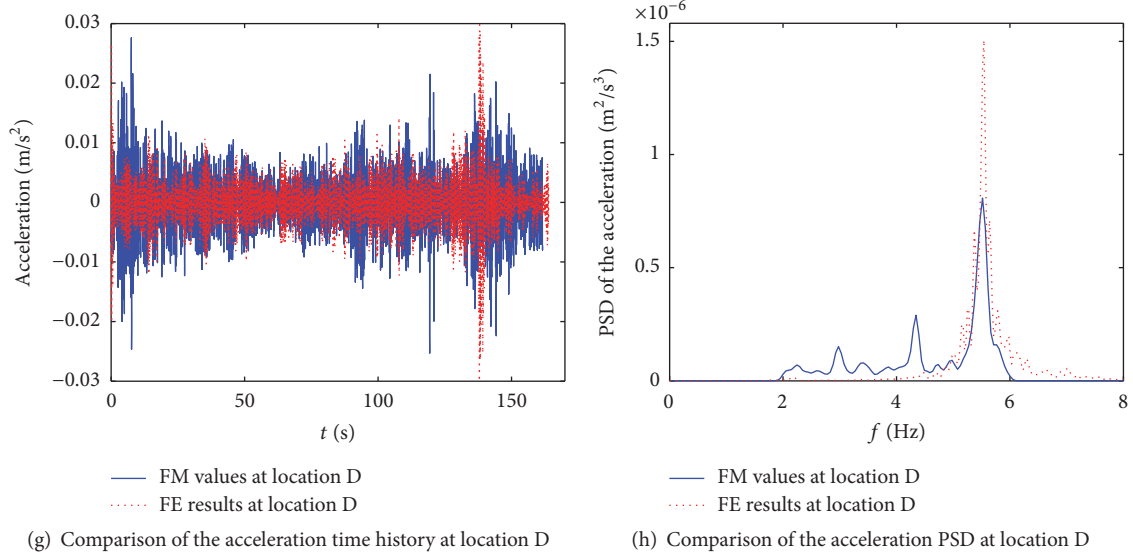 0.03
0.02
0.01
0
−0.01
−0.02
−0.03
Acceleration (m/s²)
0 50 100 150
t (s)
FM values at location D
FE results at location D
(g) Comparison of the acceleration time history at location D
×10⁻⁶
1.5
1
0.5
0
PSD of the acceleration (m²/s³)
0 2 4 6 8
f (Hz)
FM values at location D
FE results at location D
(h) Comparison of the acceleration PSD at location D